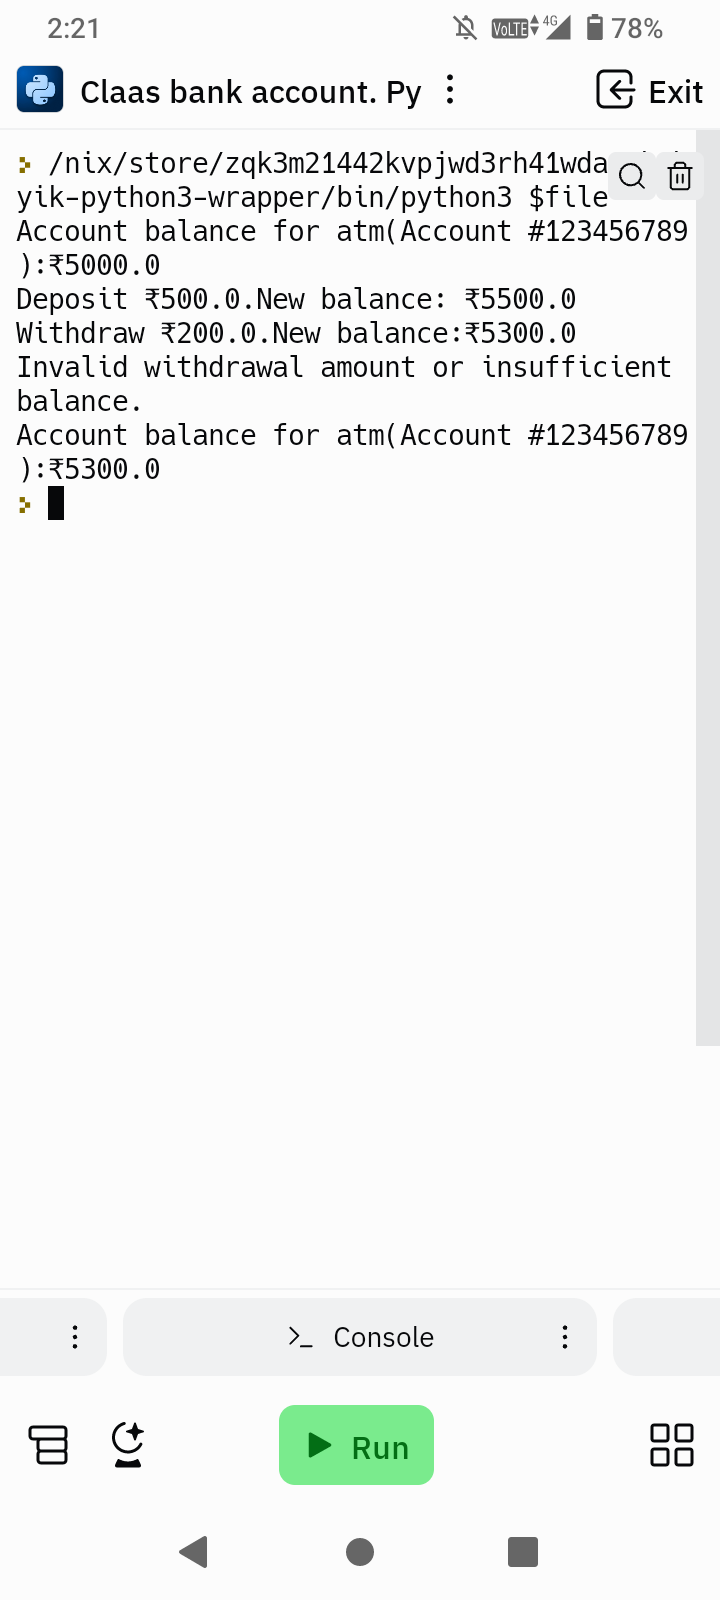 2:21 VoLTE 4G 78%
Claas bank account. Py Exit
/nix/store/zqk3m21442kvpjwd3rh41wda
yik-python3-wrapper/bin/python3 $file
Account balance for atm(Account #123456789
):₹5000.0
Deposit ₹500.0.New balance: ₹5500.0
Withdraw ₹200.0.New balance:₹5300.0
Invalid withdrawal amount or insufficient
balance.
Account balance for atm(Account #123456789
):₹5300.0
Console
Run